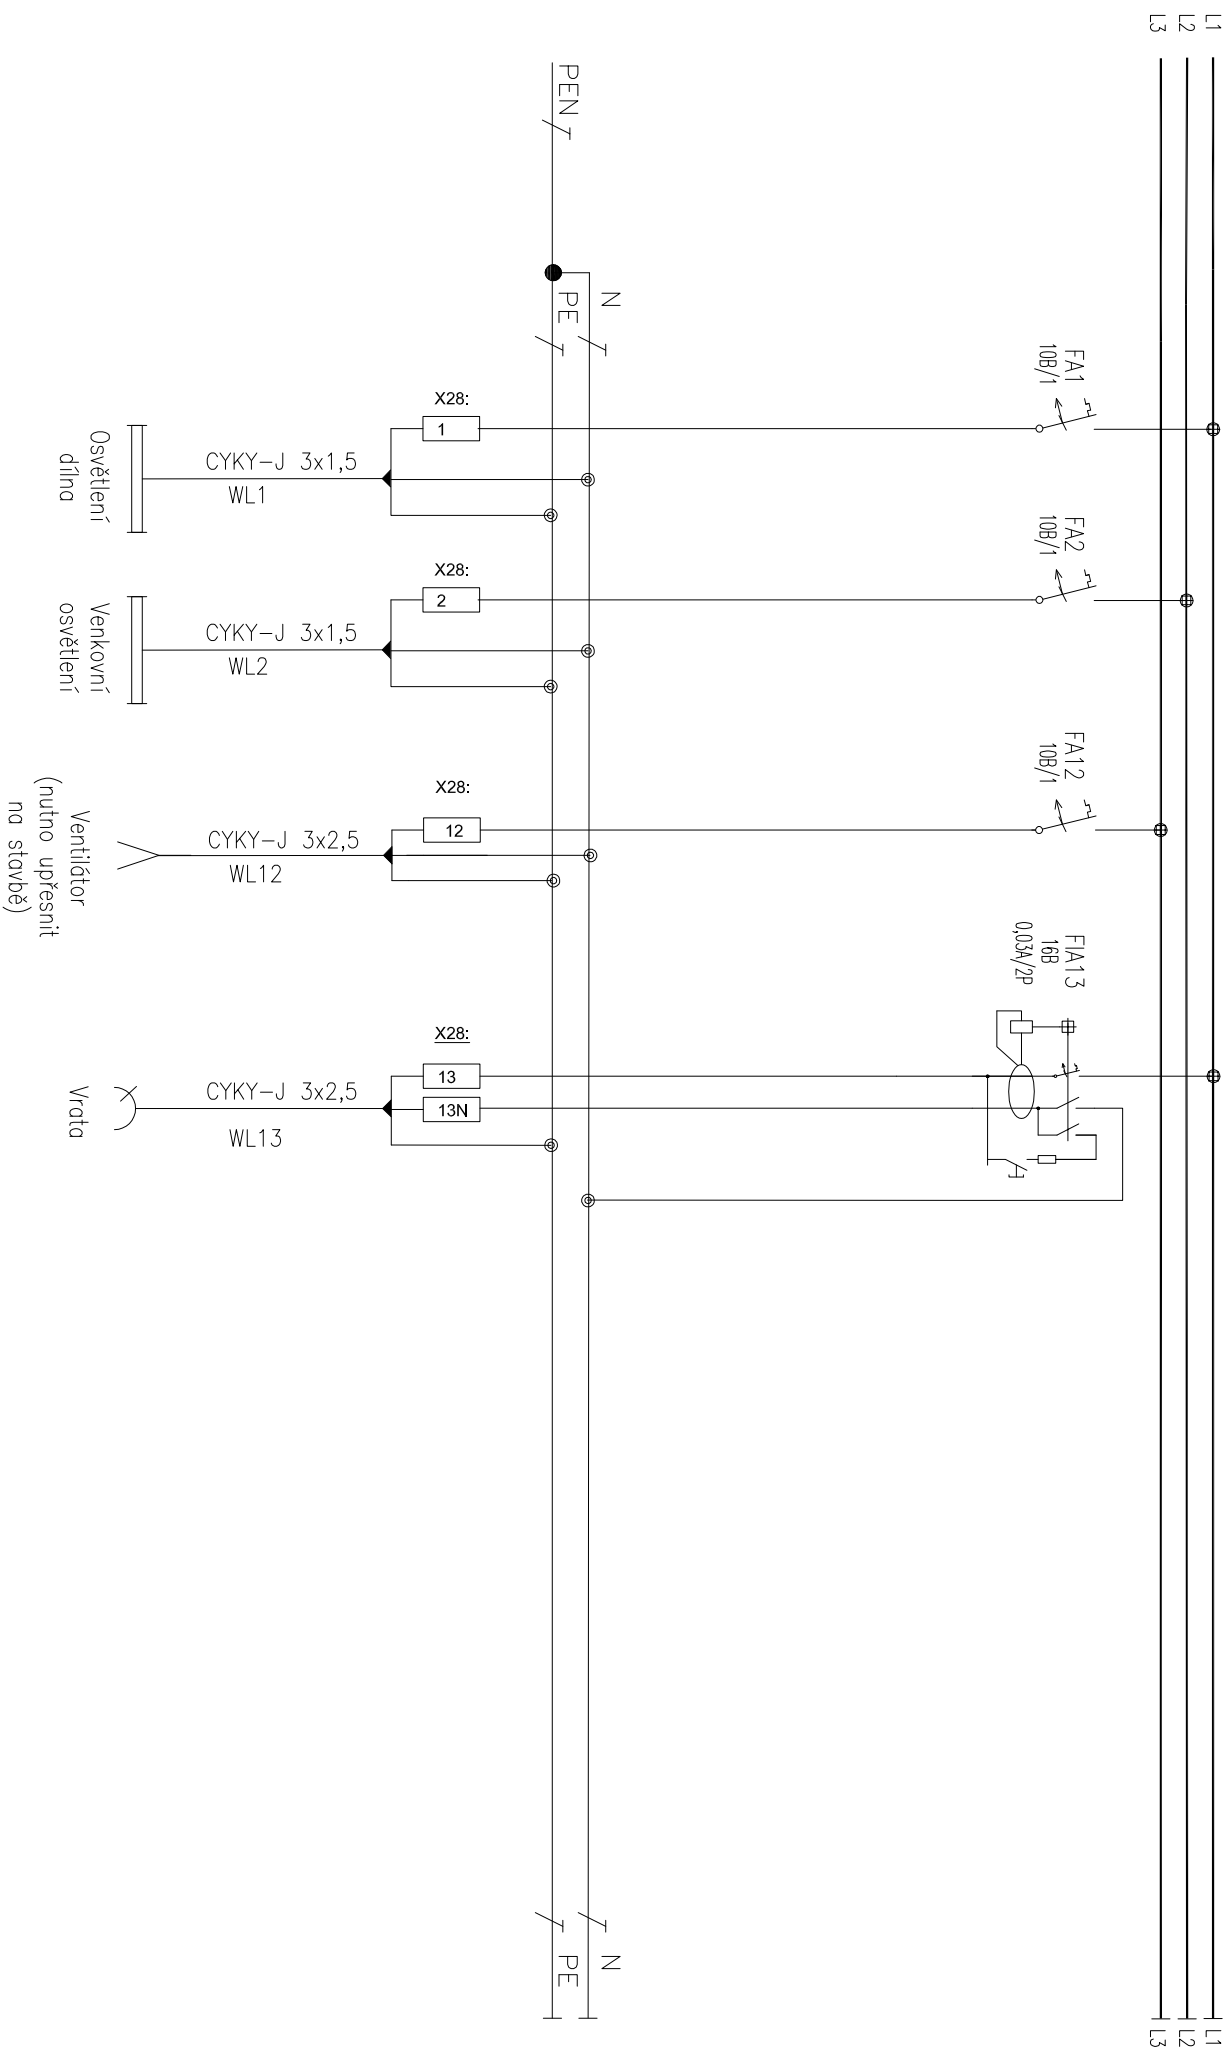 L1
L2
L3
PEN
N
PE
FA1
10B/1
X28:
1
CYKY-J 3x1,5
WL1
Osvětlení
dílna
FA2
10B/1
X28:
2
CYKY-J 3x1,5
WL2
Venkovní
osvětlení
FA12
10B/1
X28:
12
CYKY-J 3x2,5
WL12
Ventilátor
(nutno upřesnit
na stavbě)
FIA13
16B
0,03A/2P
X28:
13
13N
CYKY-J 3x2,5
WL13
Vrata
N
PE
L1
L2
L3